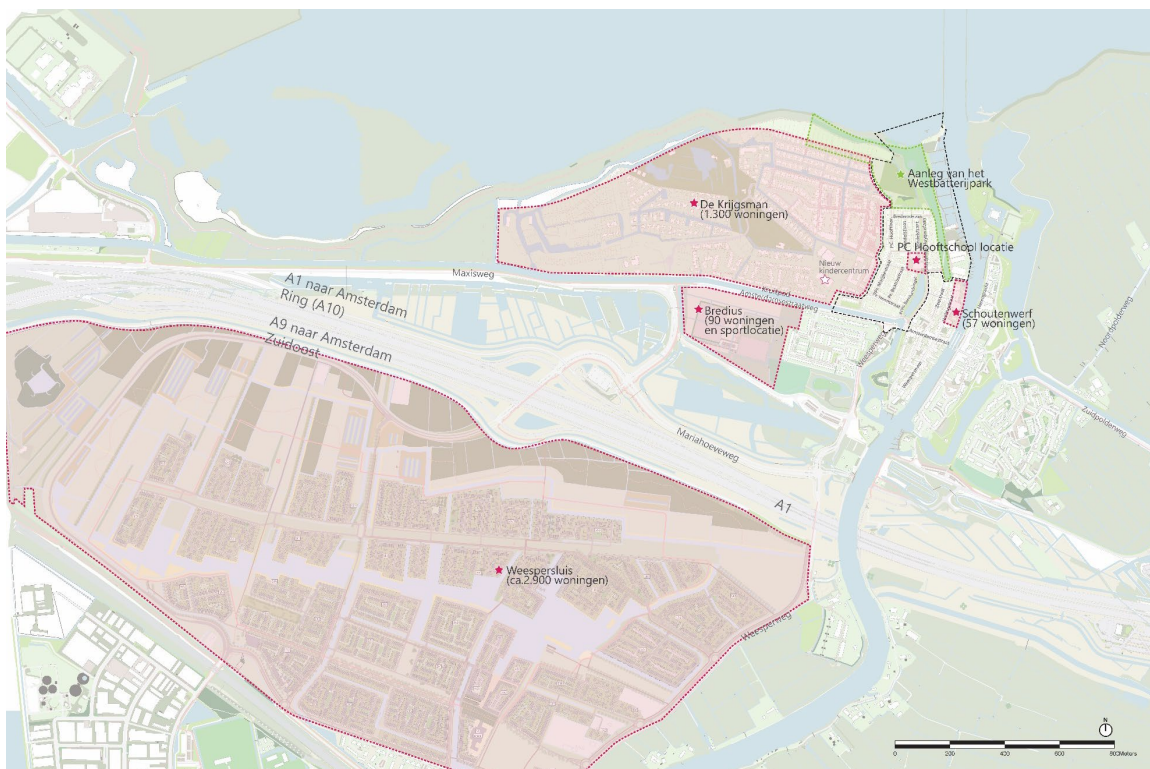 Aanleg van het
Westbatterijpark
De Krijgsman
(1.300 woningen)
PC Hooftschool locatie
Nieuw
kindercentrum
Maxisweg
A1 naar Amsterdam
Ring (A10)
A9 naar Amsterdam
Zuidoost
Bredius
(90 woningen
en sportlocatie)
Schoutenwerf
(57 woningen)
Noordpolderweg
Zuidpolderweg
Weesperweg
Mariahoeveweg
A1
Weespersluis
(ca.2.900 woningen)
Weesperweg
N
0 200 400 600 800Meters